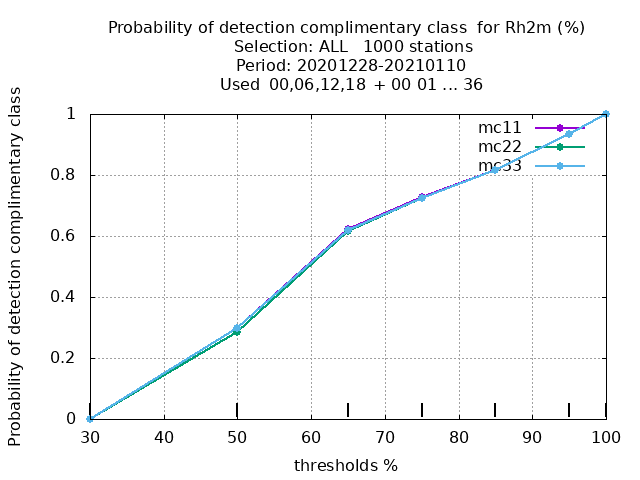 Probability of detection complimentary class  for Rh2m (%)
Selection: ALL   1000 stations
Period: 20201228-20210110
Used  00,06,12,18  + 00 01 ... 36
Probability of detection complimentary class
1
0.8
0.6
0.4
0.2
0
mc11
mc22
mc33
30 40 50 60 70 80 90 100
thresholds %